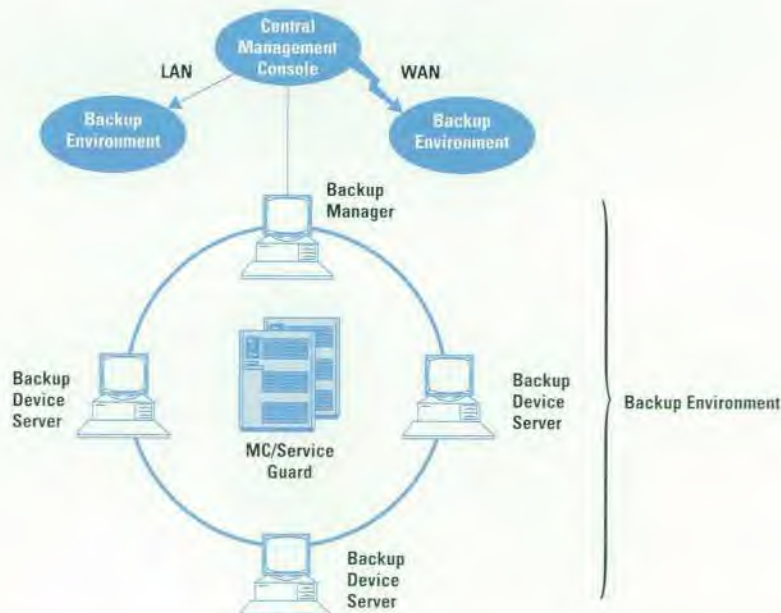 Central
Management
Console
LAN
WAN
Backup
Environment
Backup
Environment
Backup
Manager
Backup
Device
Server
Backup
Device
Server
Backup Environment
MC/Service
Guard
Backup
Device
Server